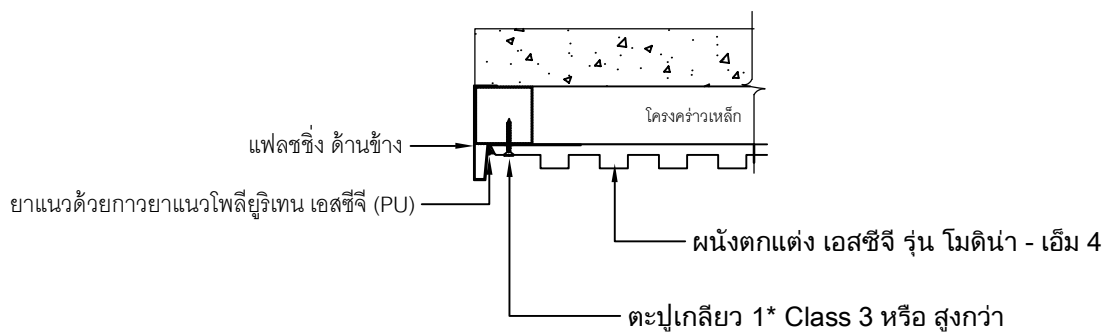 โครงคร่าวเหล็ก
แฟลชชิ่ง ด้านข้าง
ยาแนวด้วยกาวยาแนวโพลียูริเทน เอสซีจี (PU)
ผนังตกแต่ง เอสซีจี รุ่น โมดิน่า - เอ็ม 4
ตะปูเกลียว 1* Class 3 หรือ สูงกว่า